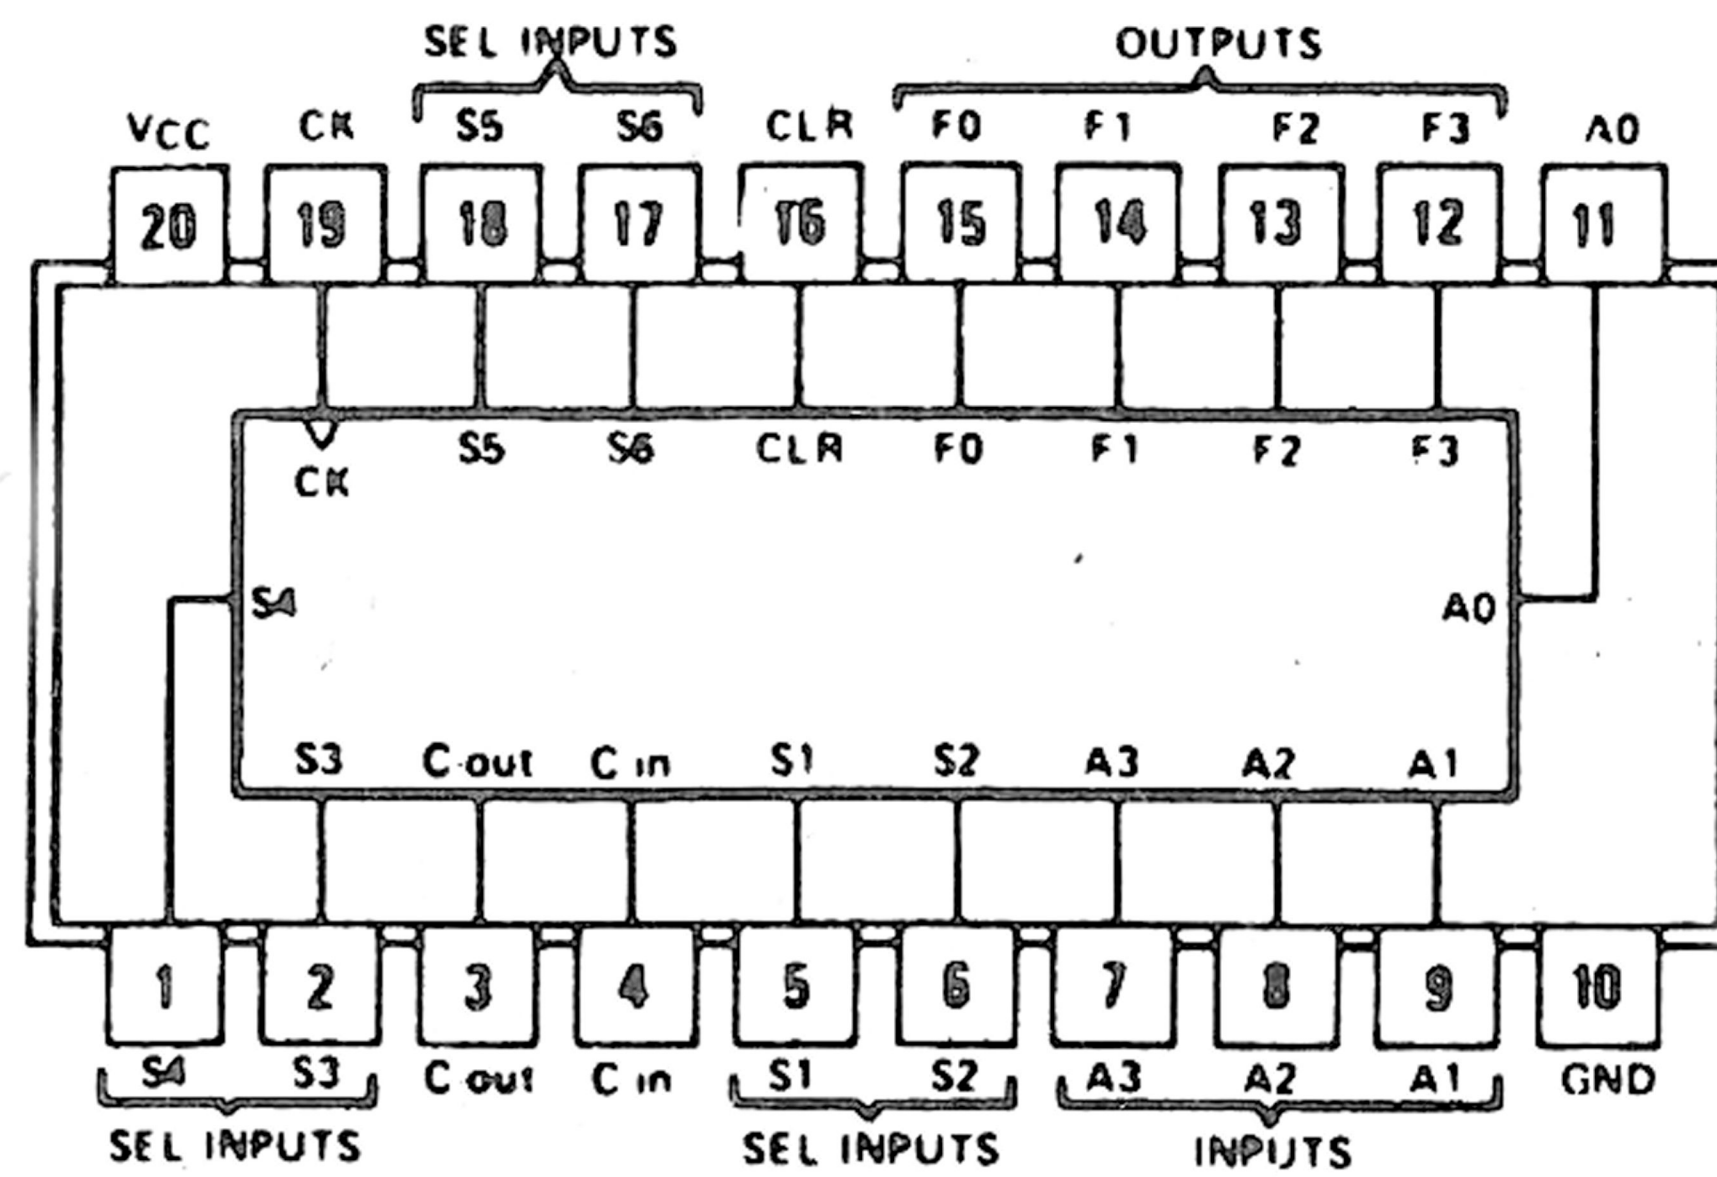 SEL INPUTS OUTPUTS
VCC CK S5 S6 CLR F0 F1 F2 F3 A0
20 19 18 17 16 15 14 13 12 11
S5 S6 CLR F0 F1 F2 F3
CK
S4 A0
S3 C out C in S1 S2 A3 A2 A1
1 2 3 4 5 6 7 8 9 10
S4 S3 C out C in S1 S2 A3 A2 A1 GND
SEL INPUTS SEL INPUTS INPUTS